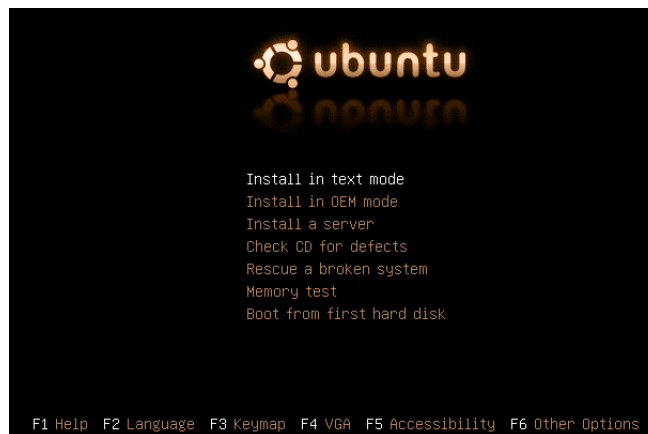 ubuntu
Install in text mode
Install in OEM mode
Install a server
Check CD for defects
Rescue a broken system
Memory test
Boot from first hard disk
F1 Help F2 Language F3 Keymap F4 VGA F5 Accessibility F6 Other Options